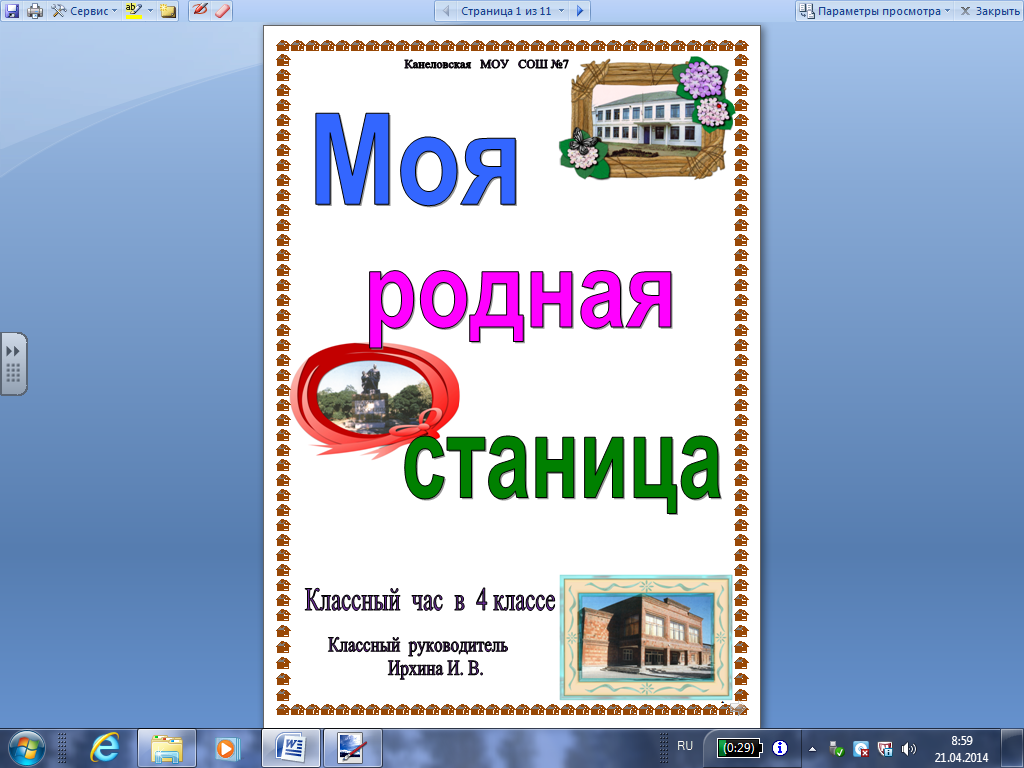 Сервис
Страница 1 из 11
Параметры просмотра
Закрыть
Канеловская МОУ СОШ №7
Моя
родная
станица
Классный час в 4 классе
Классный руководитель
Ирхина И. В.
RU
(0:29)
8:59
21.04.2014